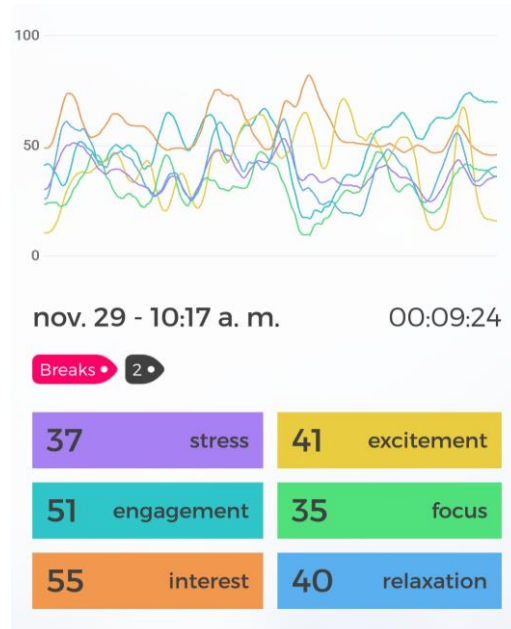 100
50
0
nov. 29 - 10:17 a. m. 00:09:24
Breaks 2
37 stress 41 excitement
51 engagement 35 focus
55 interest 40 relaxation